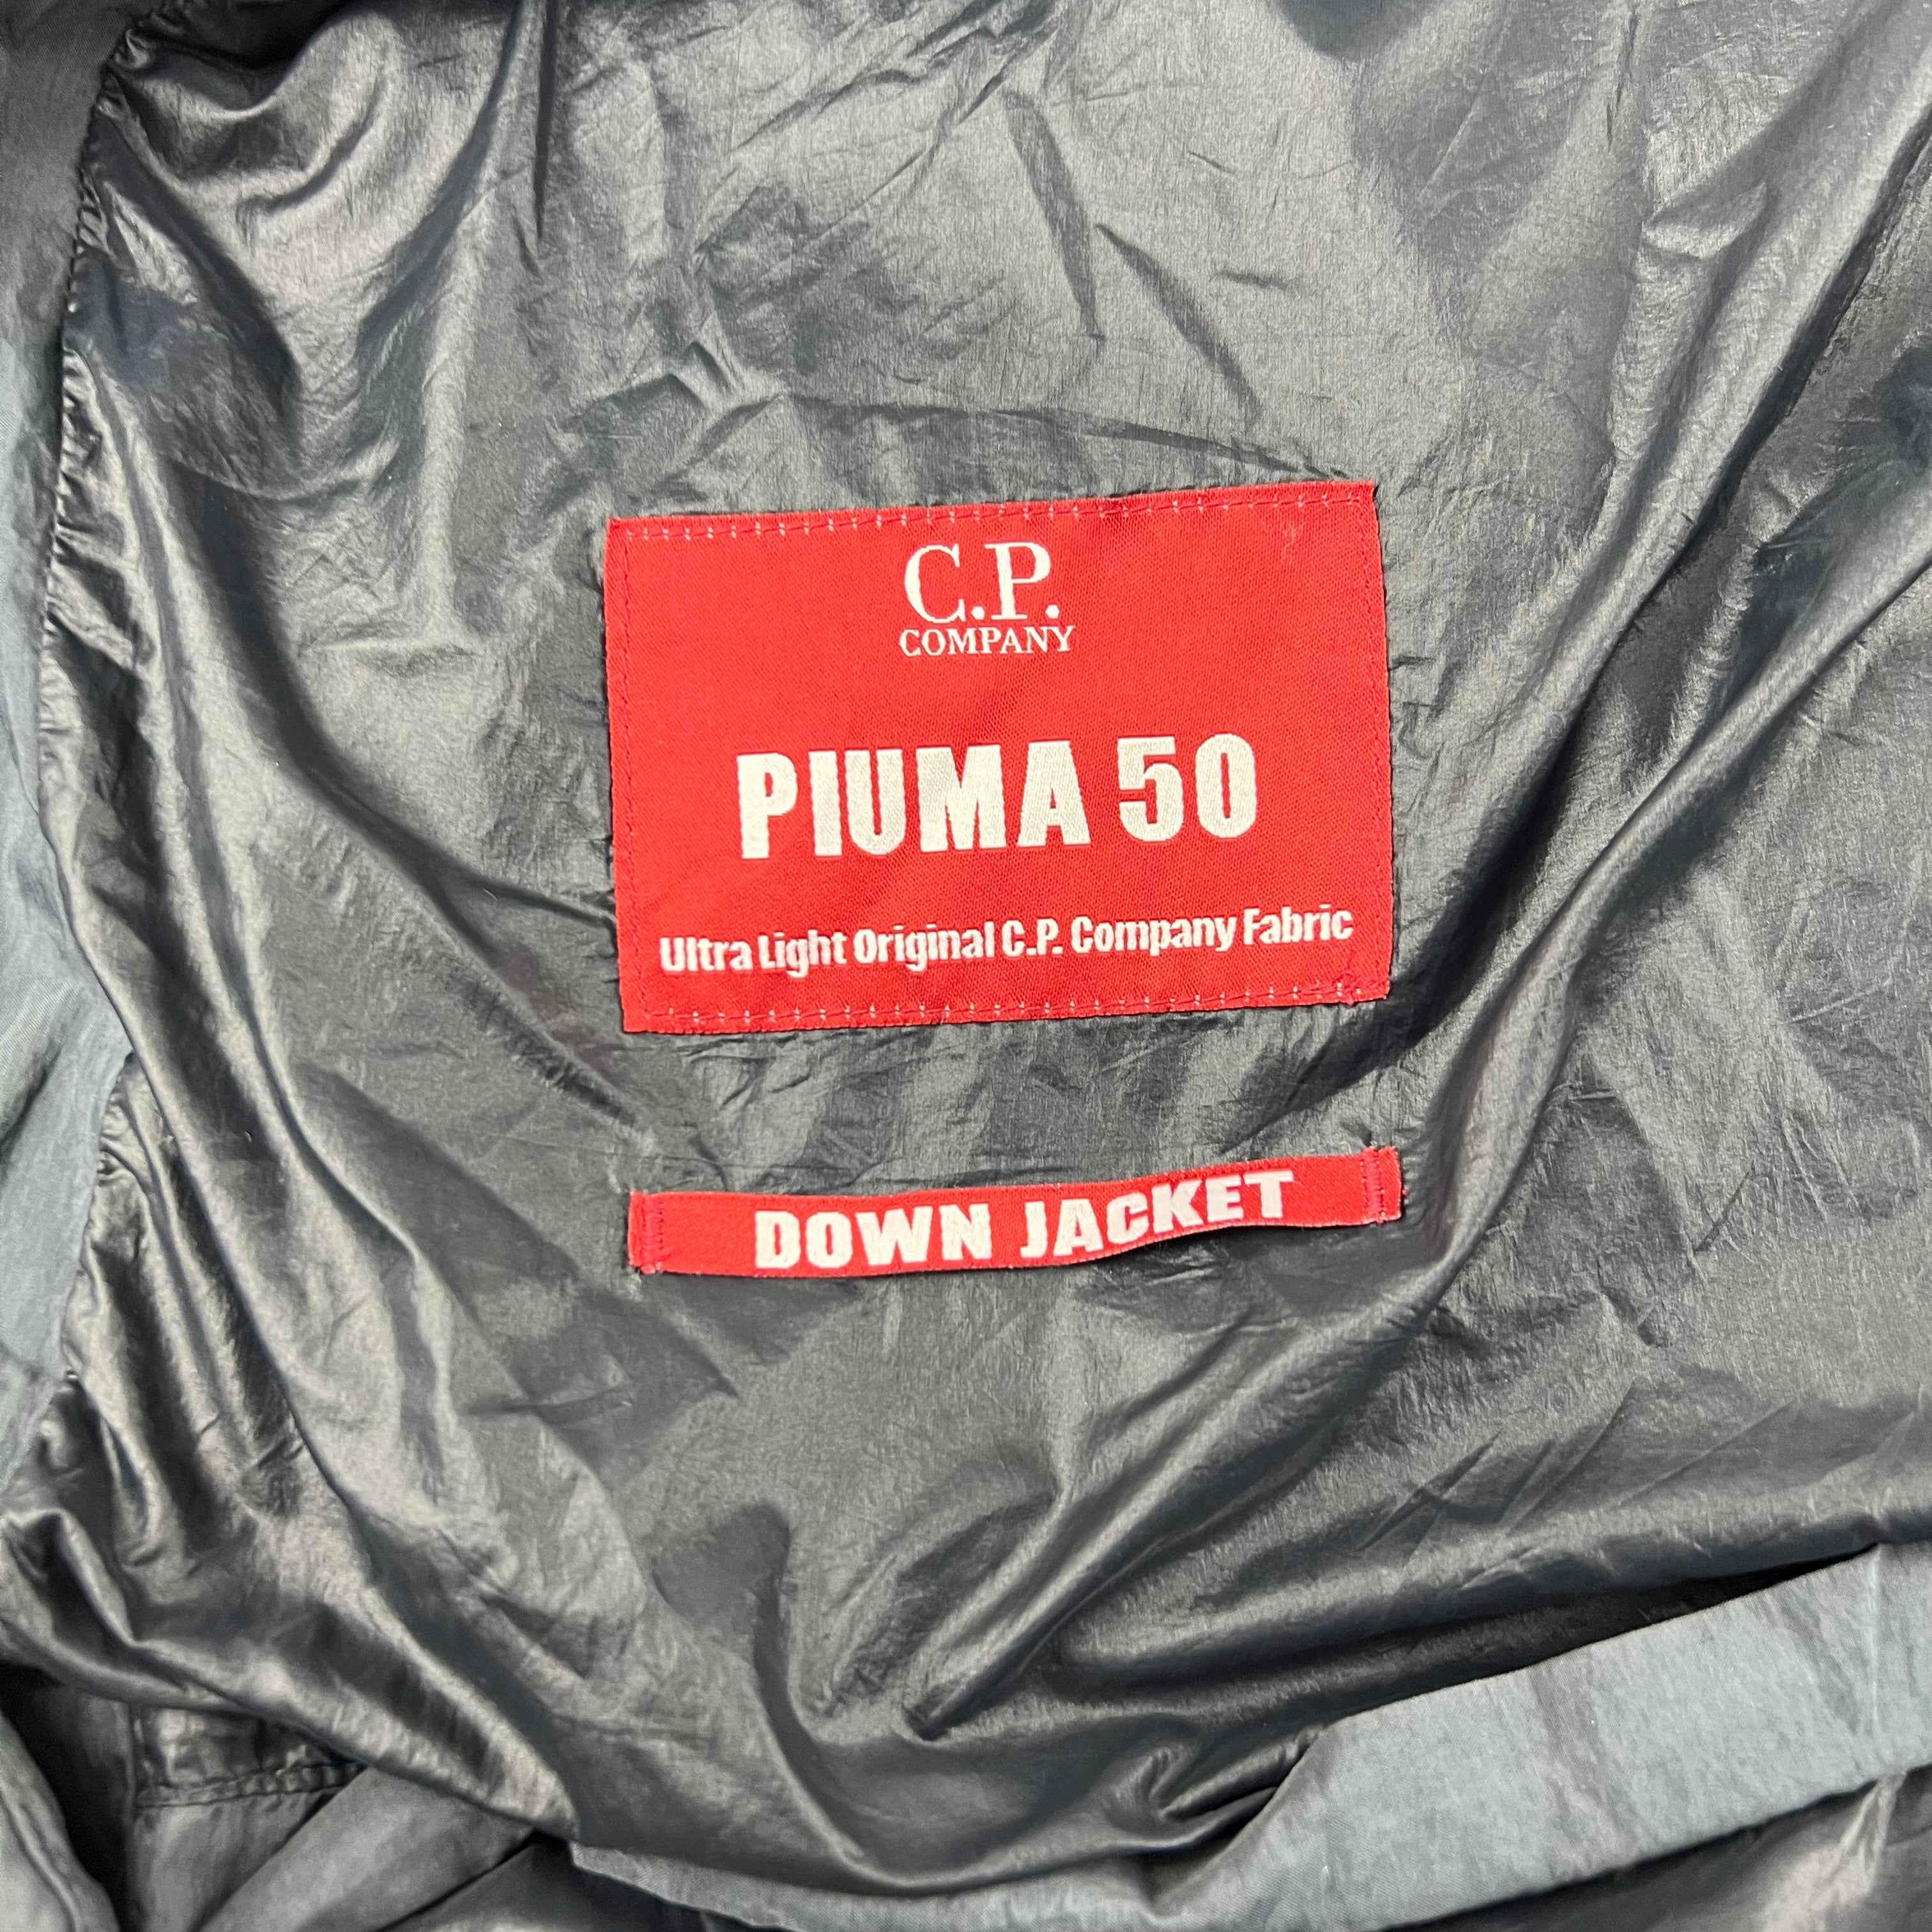 C.P.
COMPANY
PIUMA 50
Ultra Light Original C.P. Company Fabric
DOWN JACKET